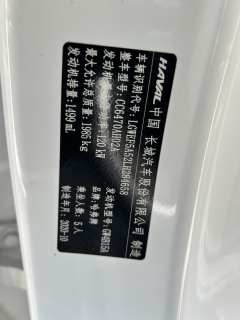 HAVAL 中国 长城汽车股份有限公司 制造
车辆识别代号: LGWEF5A52LH284658
整车型号: CC6470AH02A 品牌: 哈弗牌
发动机最大净功率: 120 kW 发动机型号: GW4B15A
最大允许总质量: 1985 kg 乘坐人数: 5 人
发动机排量: 1499 mL 制造年月: 2020-10